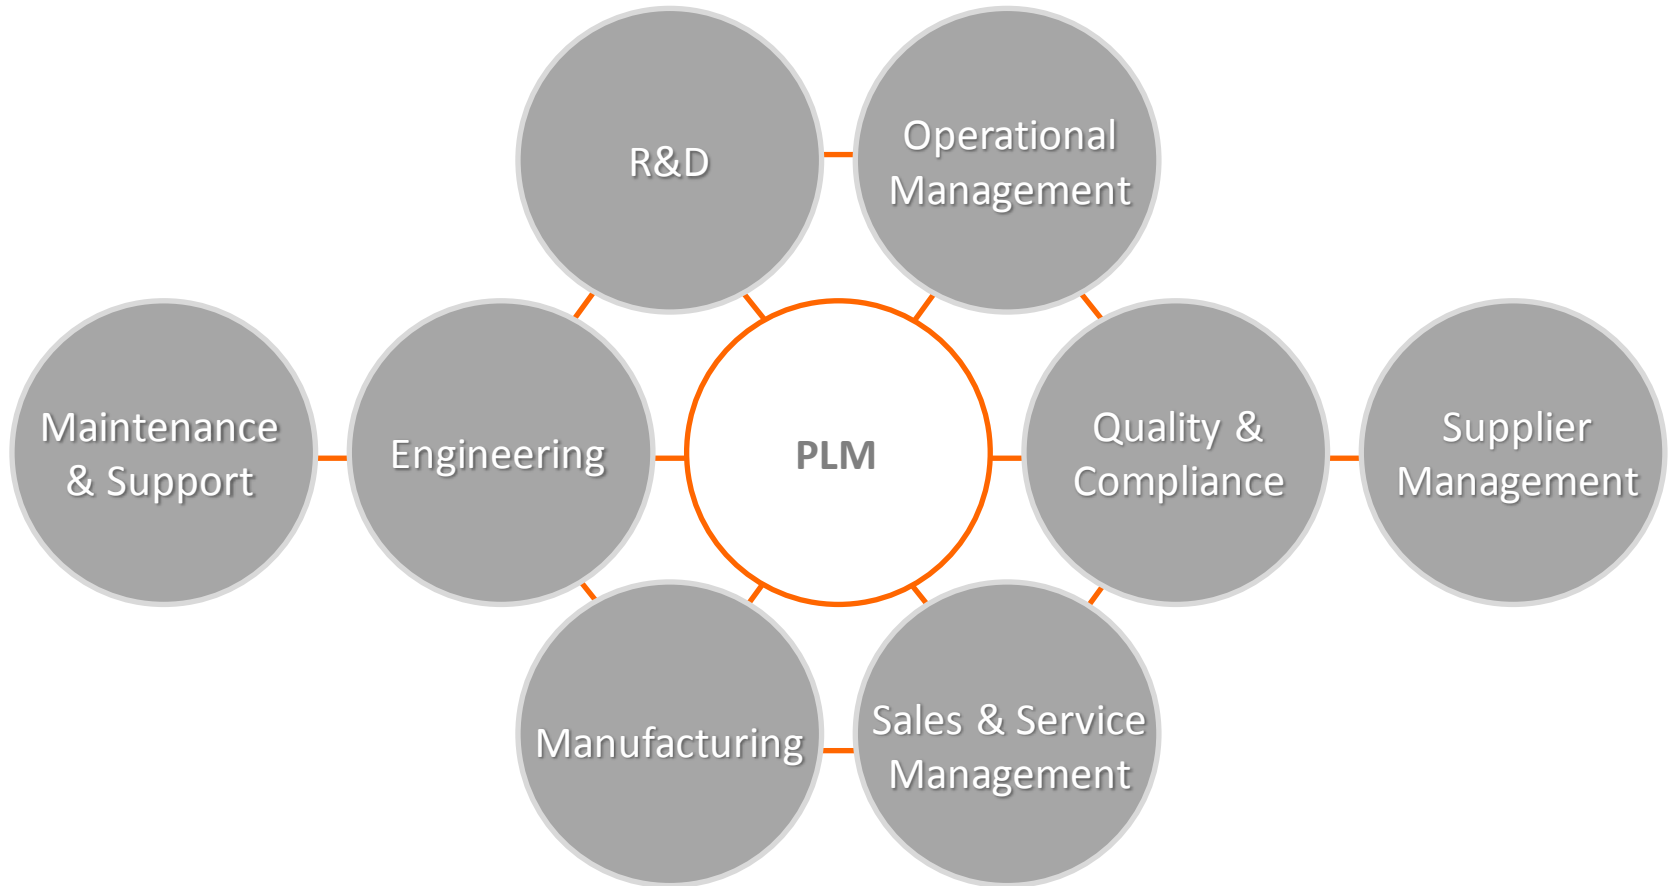 R&D
Operational
Management
Maintenance
& Support
Engineering
PLM
Quality &
Compliance
Supplier
Management
Manufacturing
Sales & Service
Management